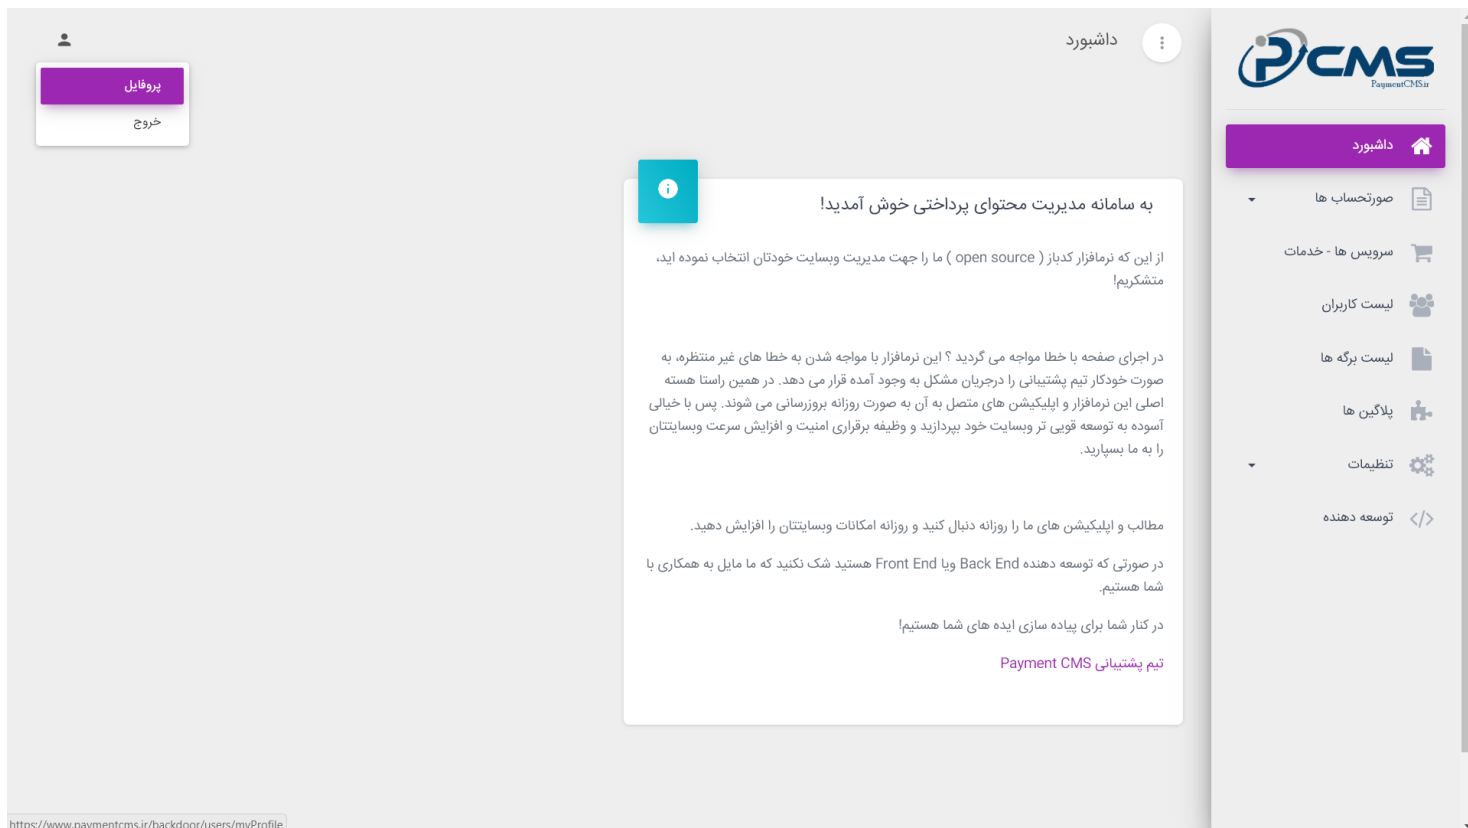 PCMS
PaymentCMS.ir
داشبورد
پروفایل
خروج
داشبورد
صورتحساب ها
سرویس ها - خدمات
لیست کاربران
لیست برگه ها
پلاگین ها
تنظیمات
توسعه دهنده
به سامانه مدیریت محتوای پرداختی خوش آمدید!
از این که نرمافزار کدباز ( open source ) ما را جهت مدیریت وبسایت خودتان انتخاب نموده اید،
متشکریم!
در اجرای صفحه با خطا مواجه می گردید ؟ این نرمافزار با مواجه شدن به خطا های غیر منتظره، به
صورت خودکار تیم پشتیبانی را درجریان مشکل به وجود آمده قرار می دهد. در همین راستا هسته
اصلی این نرمافزار و اپلیکیشن های متصل به آن به صورت روزانه بروزرسانی می شوند. پس با خیالی
آسوده به توسعه قویی تر وبسایت خود بپردازید و وظیفه برقراری امنیت و افزایش سرعت وبسایتتان
را به ما بسپارید.
مطالب و اپلیکیشن های ما را روزانه دنبال کنید و روزانه امکانات وبسایتتان را افزایش دهید.
در صورتی که توسعه دهنده Back End ویا Front End هستید شک نکنید که ما مایل به همکاری با
شما هستیم.
در کنار شما برای پیاده سازی ایده های شما هستیم!
تیم پشتیبانی Payment CMS
https://www.paymentcms.ir/backdoor/users/myProfile